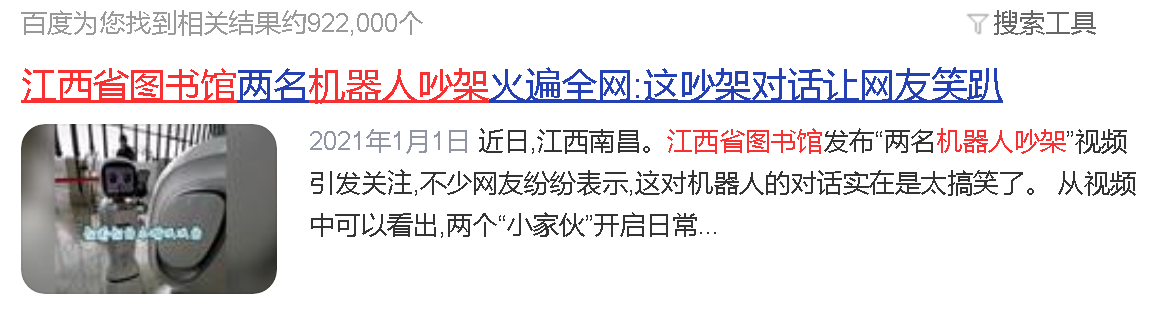 百度为您找到相关结果约922,000个
搜索工具
江西省图书馆两名机器人吵架火遍全网:这吵架对话让网友笑趴
2021年1月1日 近日,江西南昌。江西省图书馆发布“两名机器人吵架”视频
引发关注,不少网友纷纷表示,这对机器人的对话实在是太搞笑了。 从视频
中可以看出,两个“小家伙”开启日常...